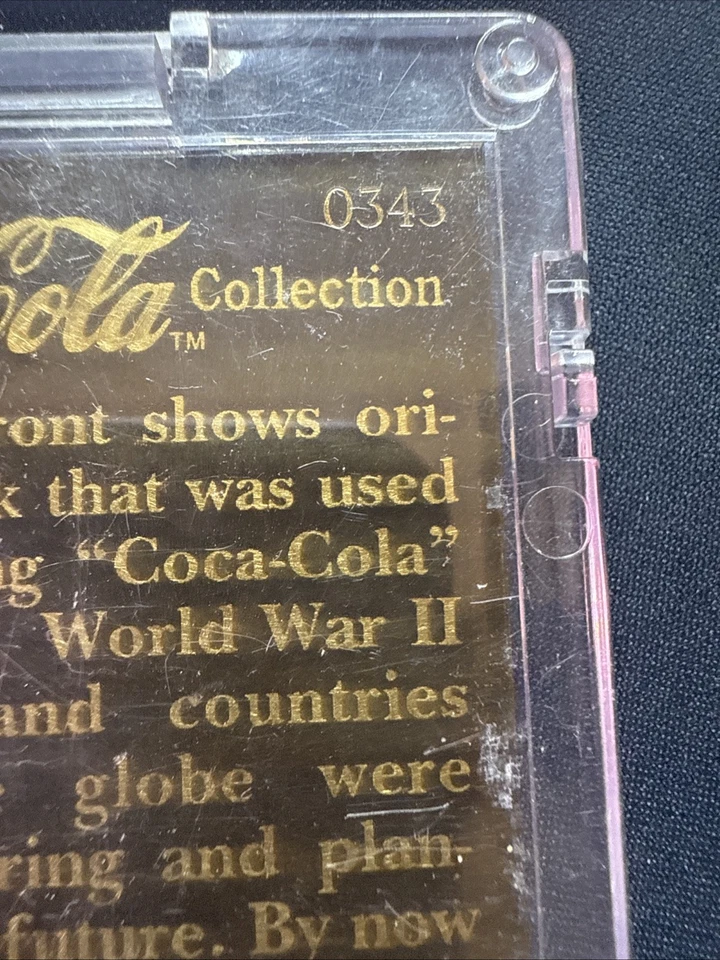 0343
Cola™ Collection
ront shows ori-
k that was used
ng “Coca-Cola”
World War II
and countries
globe were
ring and plan-
future. By now